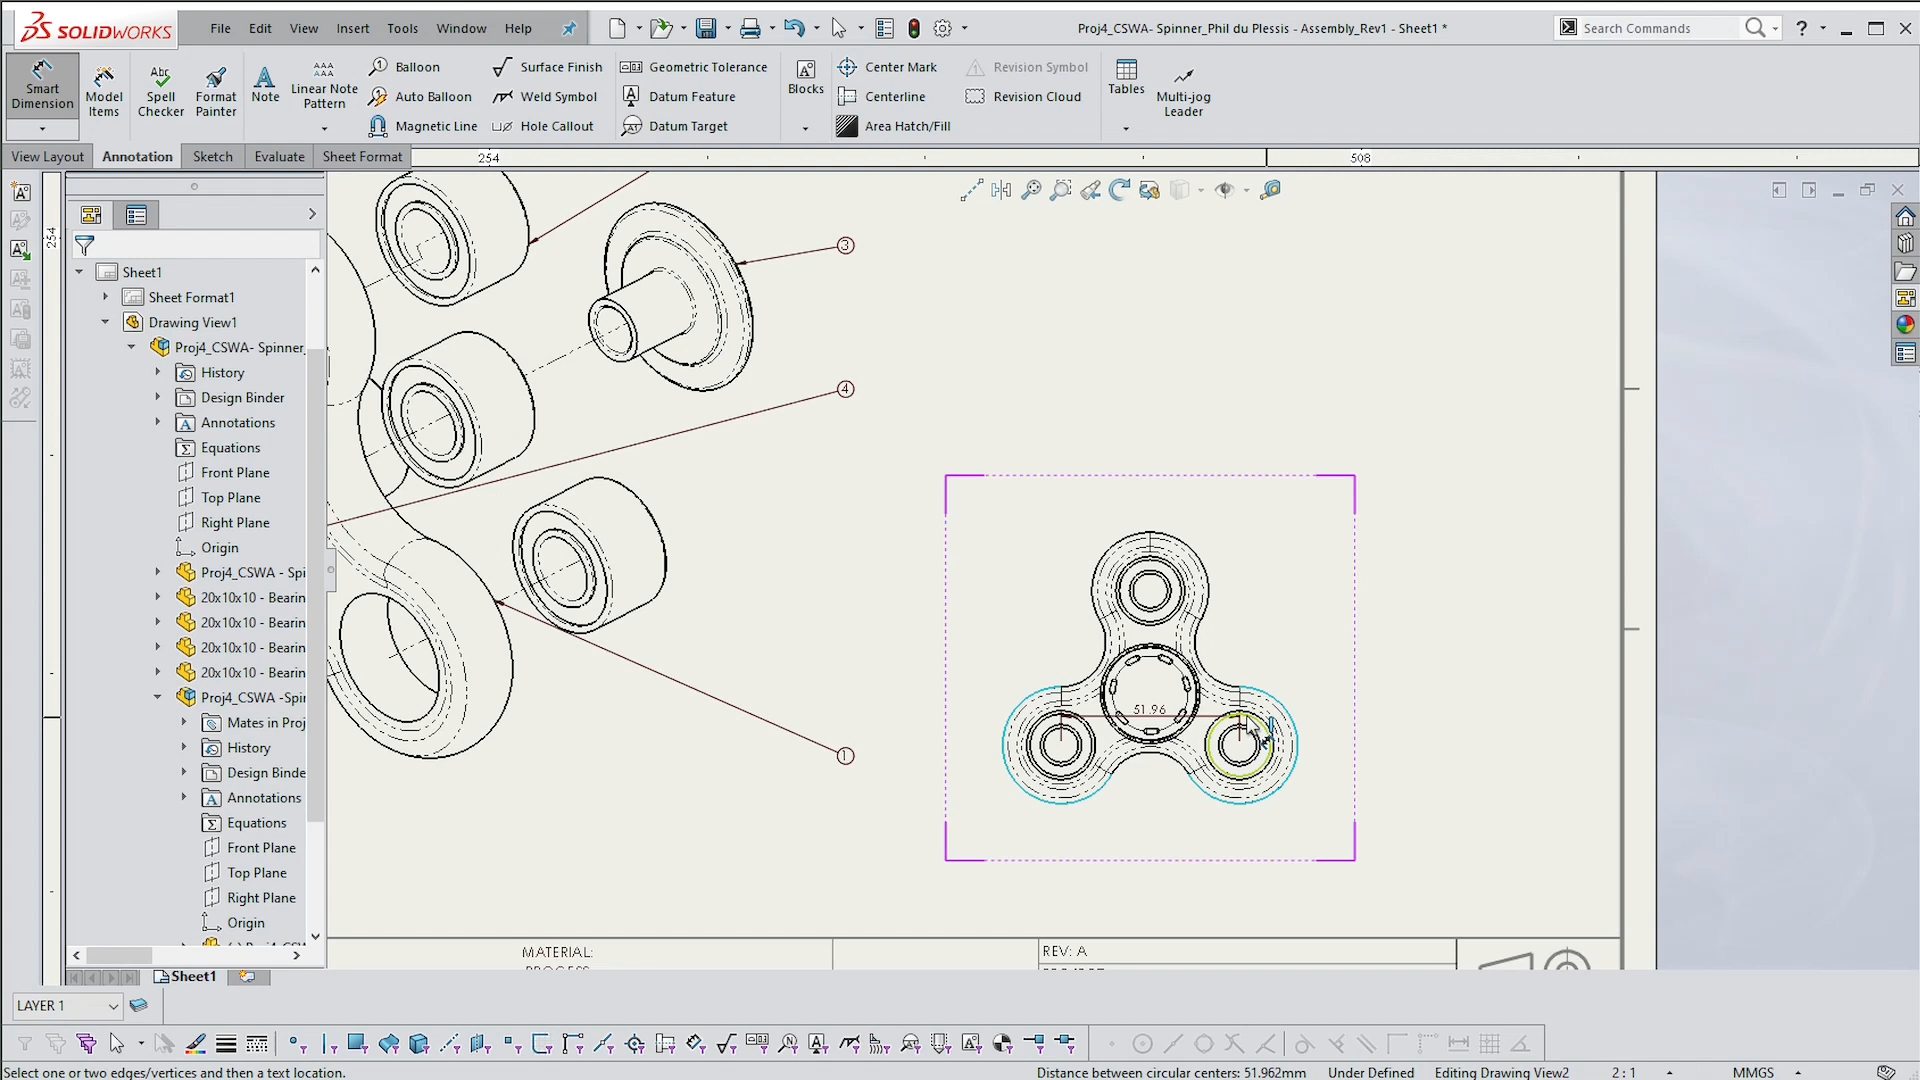 SOLIDWORKS
File Edit View Insert Tools Window Help
Proj4_CSWA- Spinner_Phil du Plessis - Assembly_Rev1 - Sheet1 *
Search Commands
?
Smart Dimension
Model Items
Spell Checker
Format Painter
Note
Linear Note Pattern
Balloon
Auto Balloon
Magnetic Line
Surface Finish
Weld Symbol
Hole Callout
Geometric Tolerance
Datum Feature
Datum Target
Blocks
Center Mark
Centerline
Area Hatch/Fill
Revision Symbol
Revision Cloud
Tables
Multi-jog Leader
View Layout Annotation Sketch Evaluate Sheet Format
254
508
254
Sheet1
Sheet Format1
Drawing View1
Proj4_CSWA- Spinner_
History
Design Binder
Annotations
Equations
Front Plane
Top Plane
Right Plane
Origin
Proj4_CSWA - Spi
20x10x10 - Bearin
20x10x10 - Bearin
20x10x10 - Bearin
20x10x10 - Bearin
Proj4_CSWA -Spin
Mates in Proj
History
Design Binde
Annotations
Equations
Front Plane
Top Plane
Right Plane
Origin
3
4
51.96
1
MATERIAL:
REV: A
Sheet1
LAYER 1
Select one or two edges/vertices and then a text location.
Distance between circular centers: 51.962mm
Under Defined
Editing Drawing View2
2 : 1
MMGS